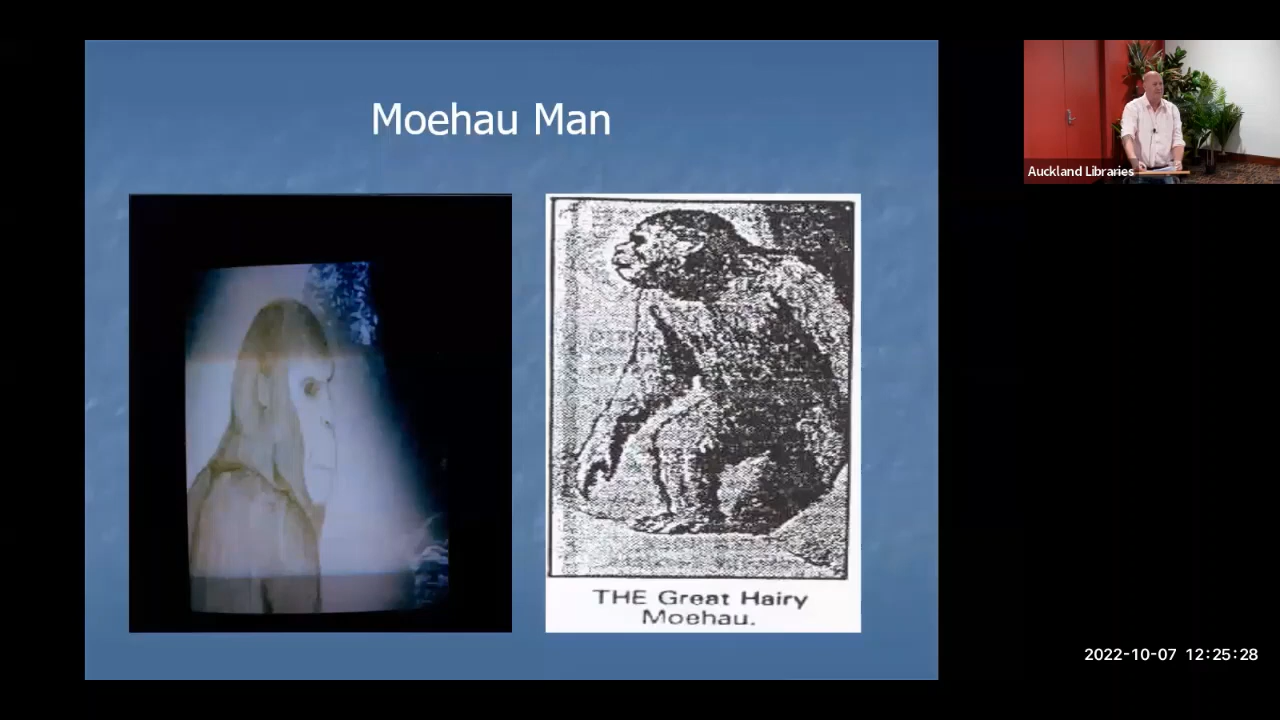 Moehau Man
THE Great Hairy
Moehau.
Auckland Libraries
2022-10-07 12:25:28